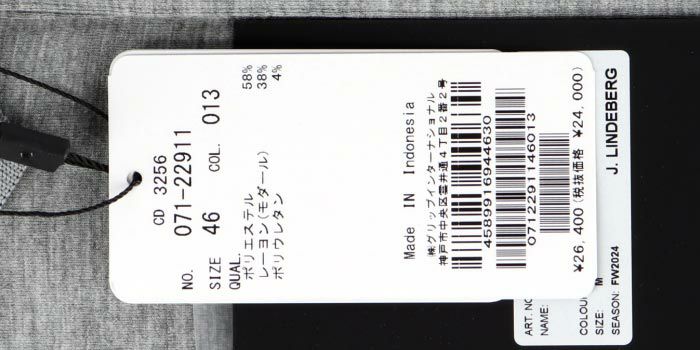 CD 3256
NO. 071-22911
SIZE 46 COL. 013
QUAL.
ポリエステル 58%
レーヨン(モダール) 38%
ポリウレタン 4%
Made IN Indonesia
㈱グリップインターナショナル
神戸市中央区雲井通4丁目2番2号
4589916944630
0712291146013
¥26,400 (税抜価格 ¥24,000)
J. LINDEBERG
ART. NO
NAME:
COLOU
SIZE: M
SEASON: FW2024